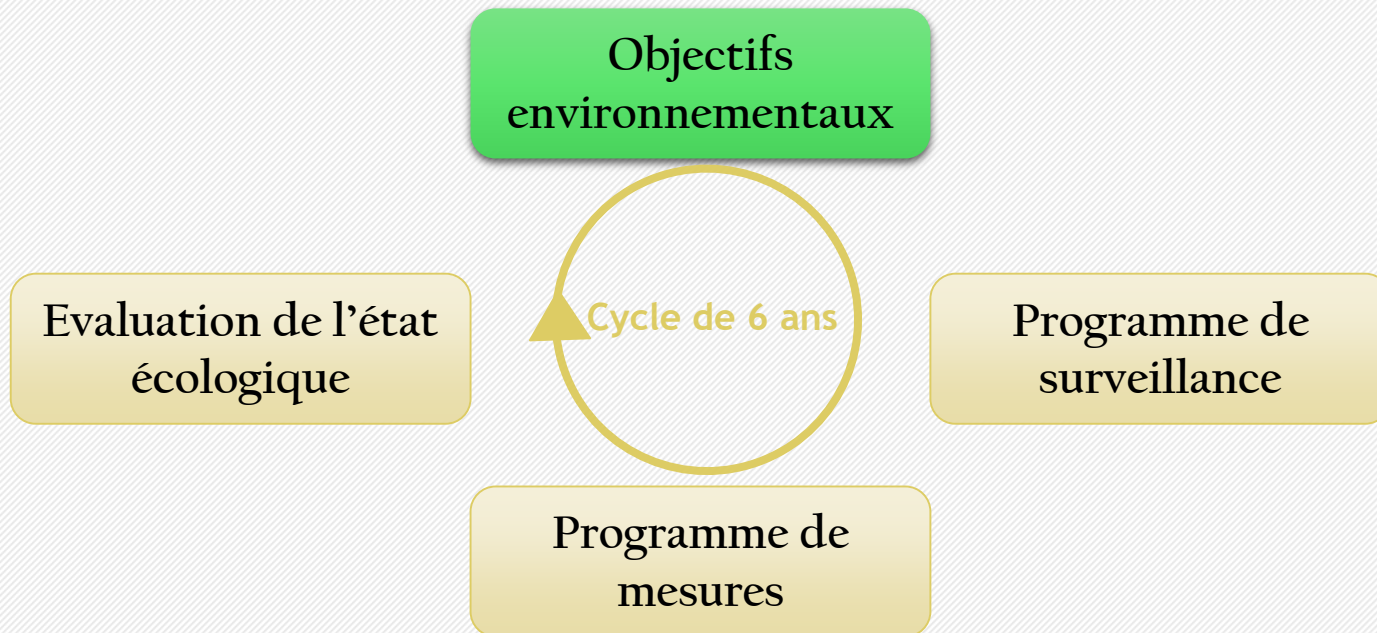 Objectifs
environnementaux
Evaluation de l’état
écologique
Cycle de 6 ans
Programme de
surveillance
Programme de
mesures